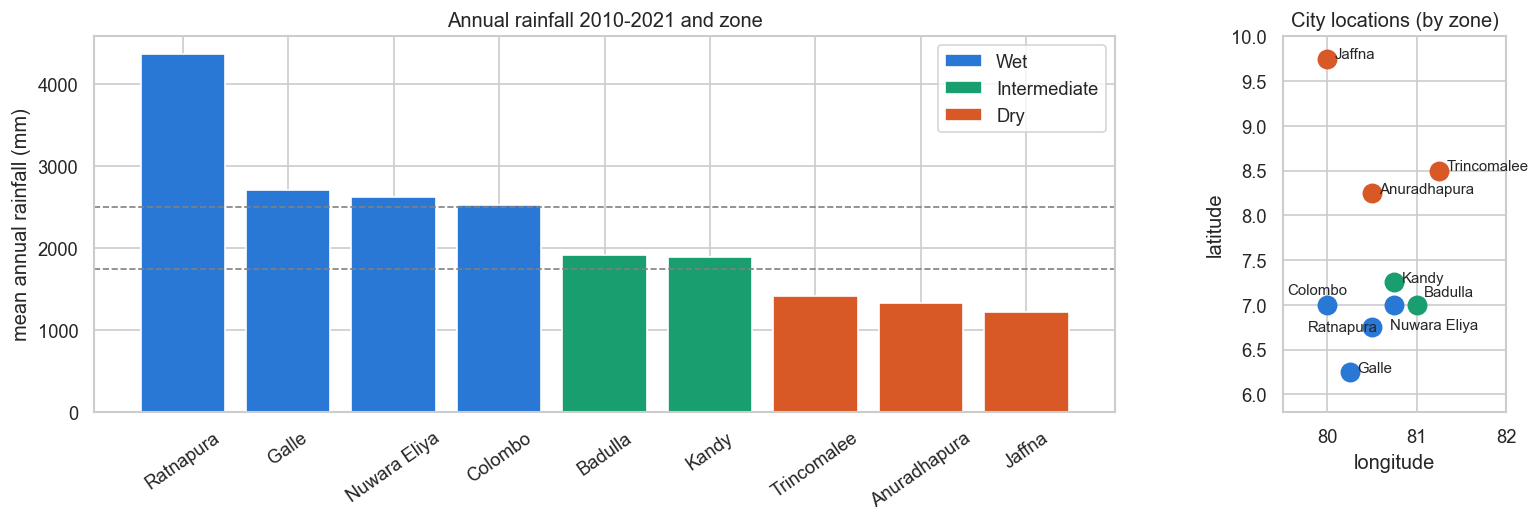 Annual rainfall 2010-2021 and zone
mean annual rainfall (mm)
4000
3000
2000
1000
0
Wet
Intermediate
Dry
Ratnapura
Galle
Nuwara Eliya
Colombo
Badulla
Kandy
Trincomalee
Anuradhapura
Jaffna
City locations (by zone)
latitude
10.0
9.5
9.0
8.5
8.0
7.5
7.0
6.5
6.0
Jaffna
Trincomalee
Anuradhapura
Kandy
Colombo
Badulla
Ratnapura
Nuwara Eliya
Galle
80
81
82
longitude